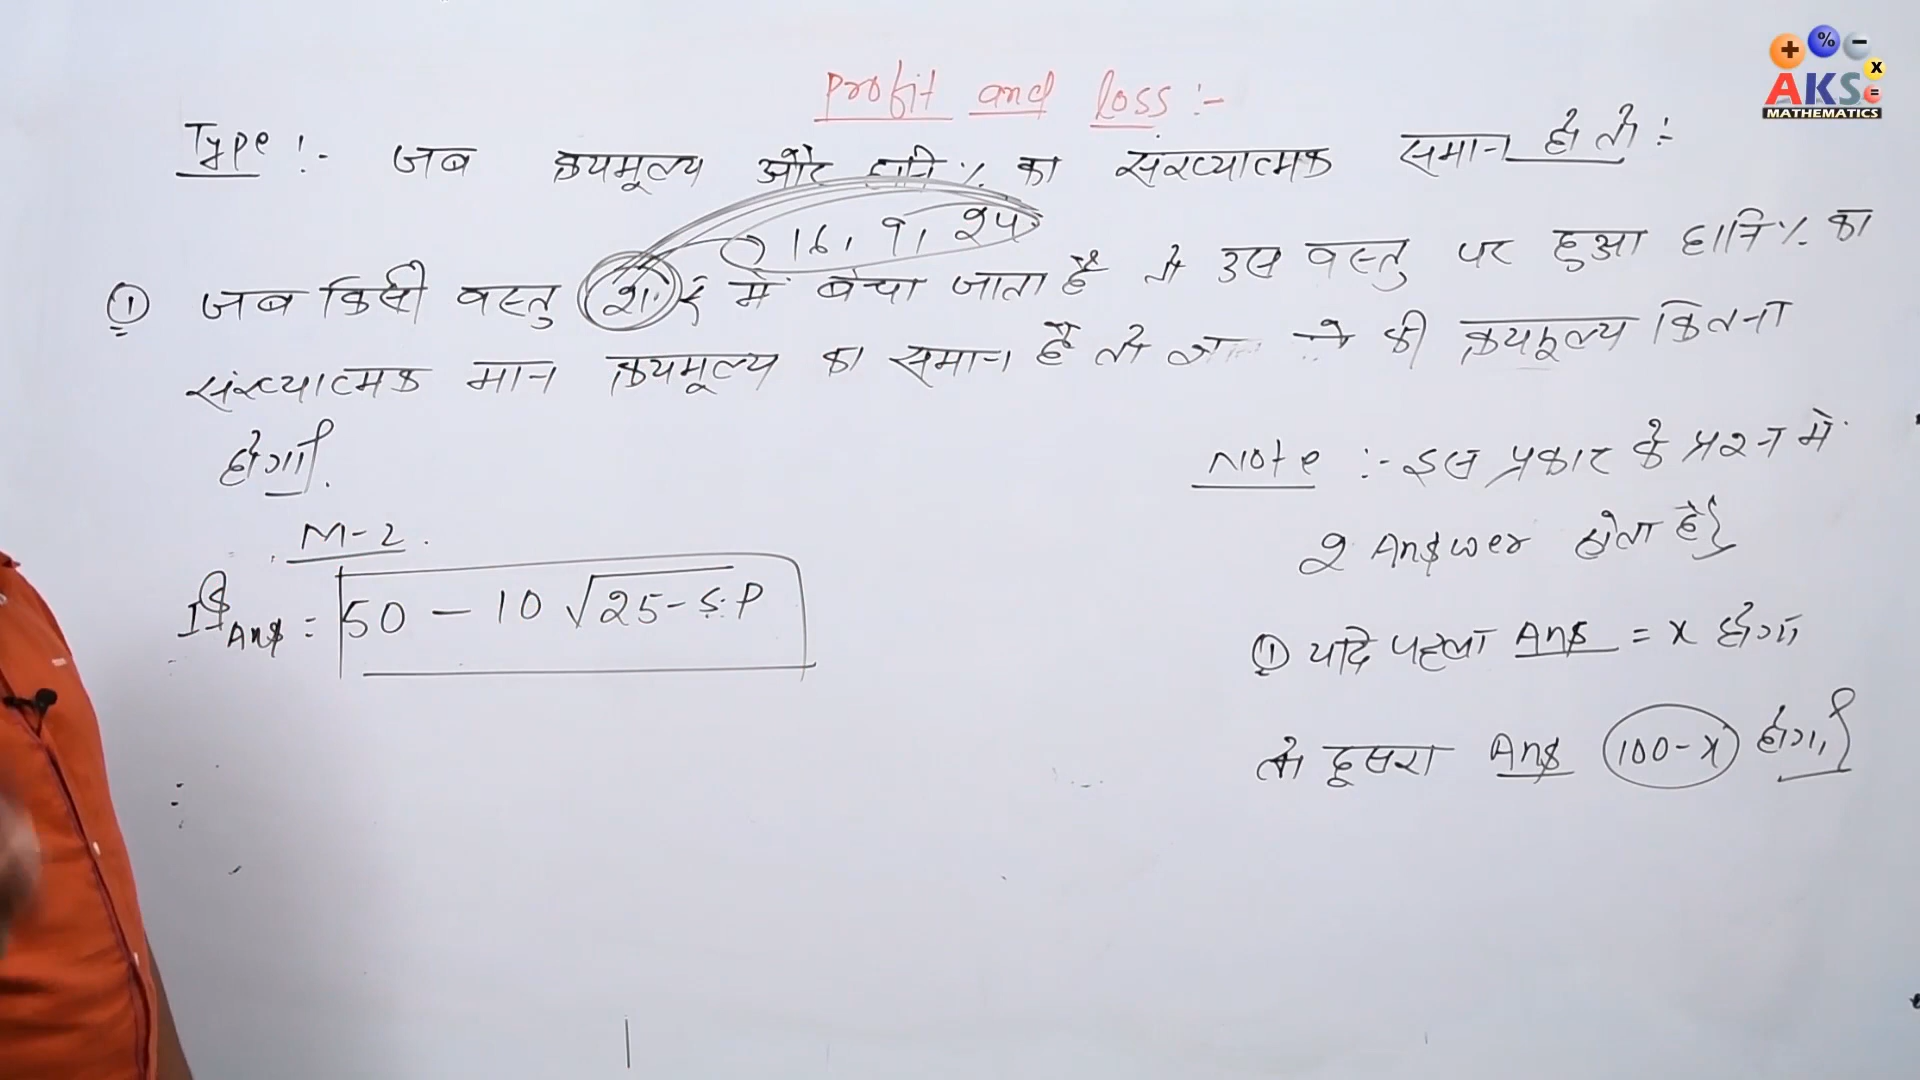 Profit and loss :-
Type :- जब क्रयमूल्य और हानि % का संख्यात्मक समान हो तो :-
16, 9, 24
① जब किसी वस्तु 21 ₹ में बेचा जाता है तो उस वस्तु पर हुआ हानि % का
संख्यात्मक मान क्रयमूल्य का समान है तो की क्रयमूल्य कितना
होगा।
M-2.
Ans = 50 - 10 √25-S.P
Note :- इस प्रकार के प्रश्न में
2 Answer होता है
① यदि पहला Ans = x होगा
तो दूसरा Ans 100-x होगा
AKS
MATHEMATICS